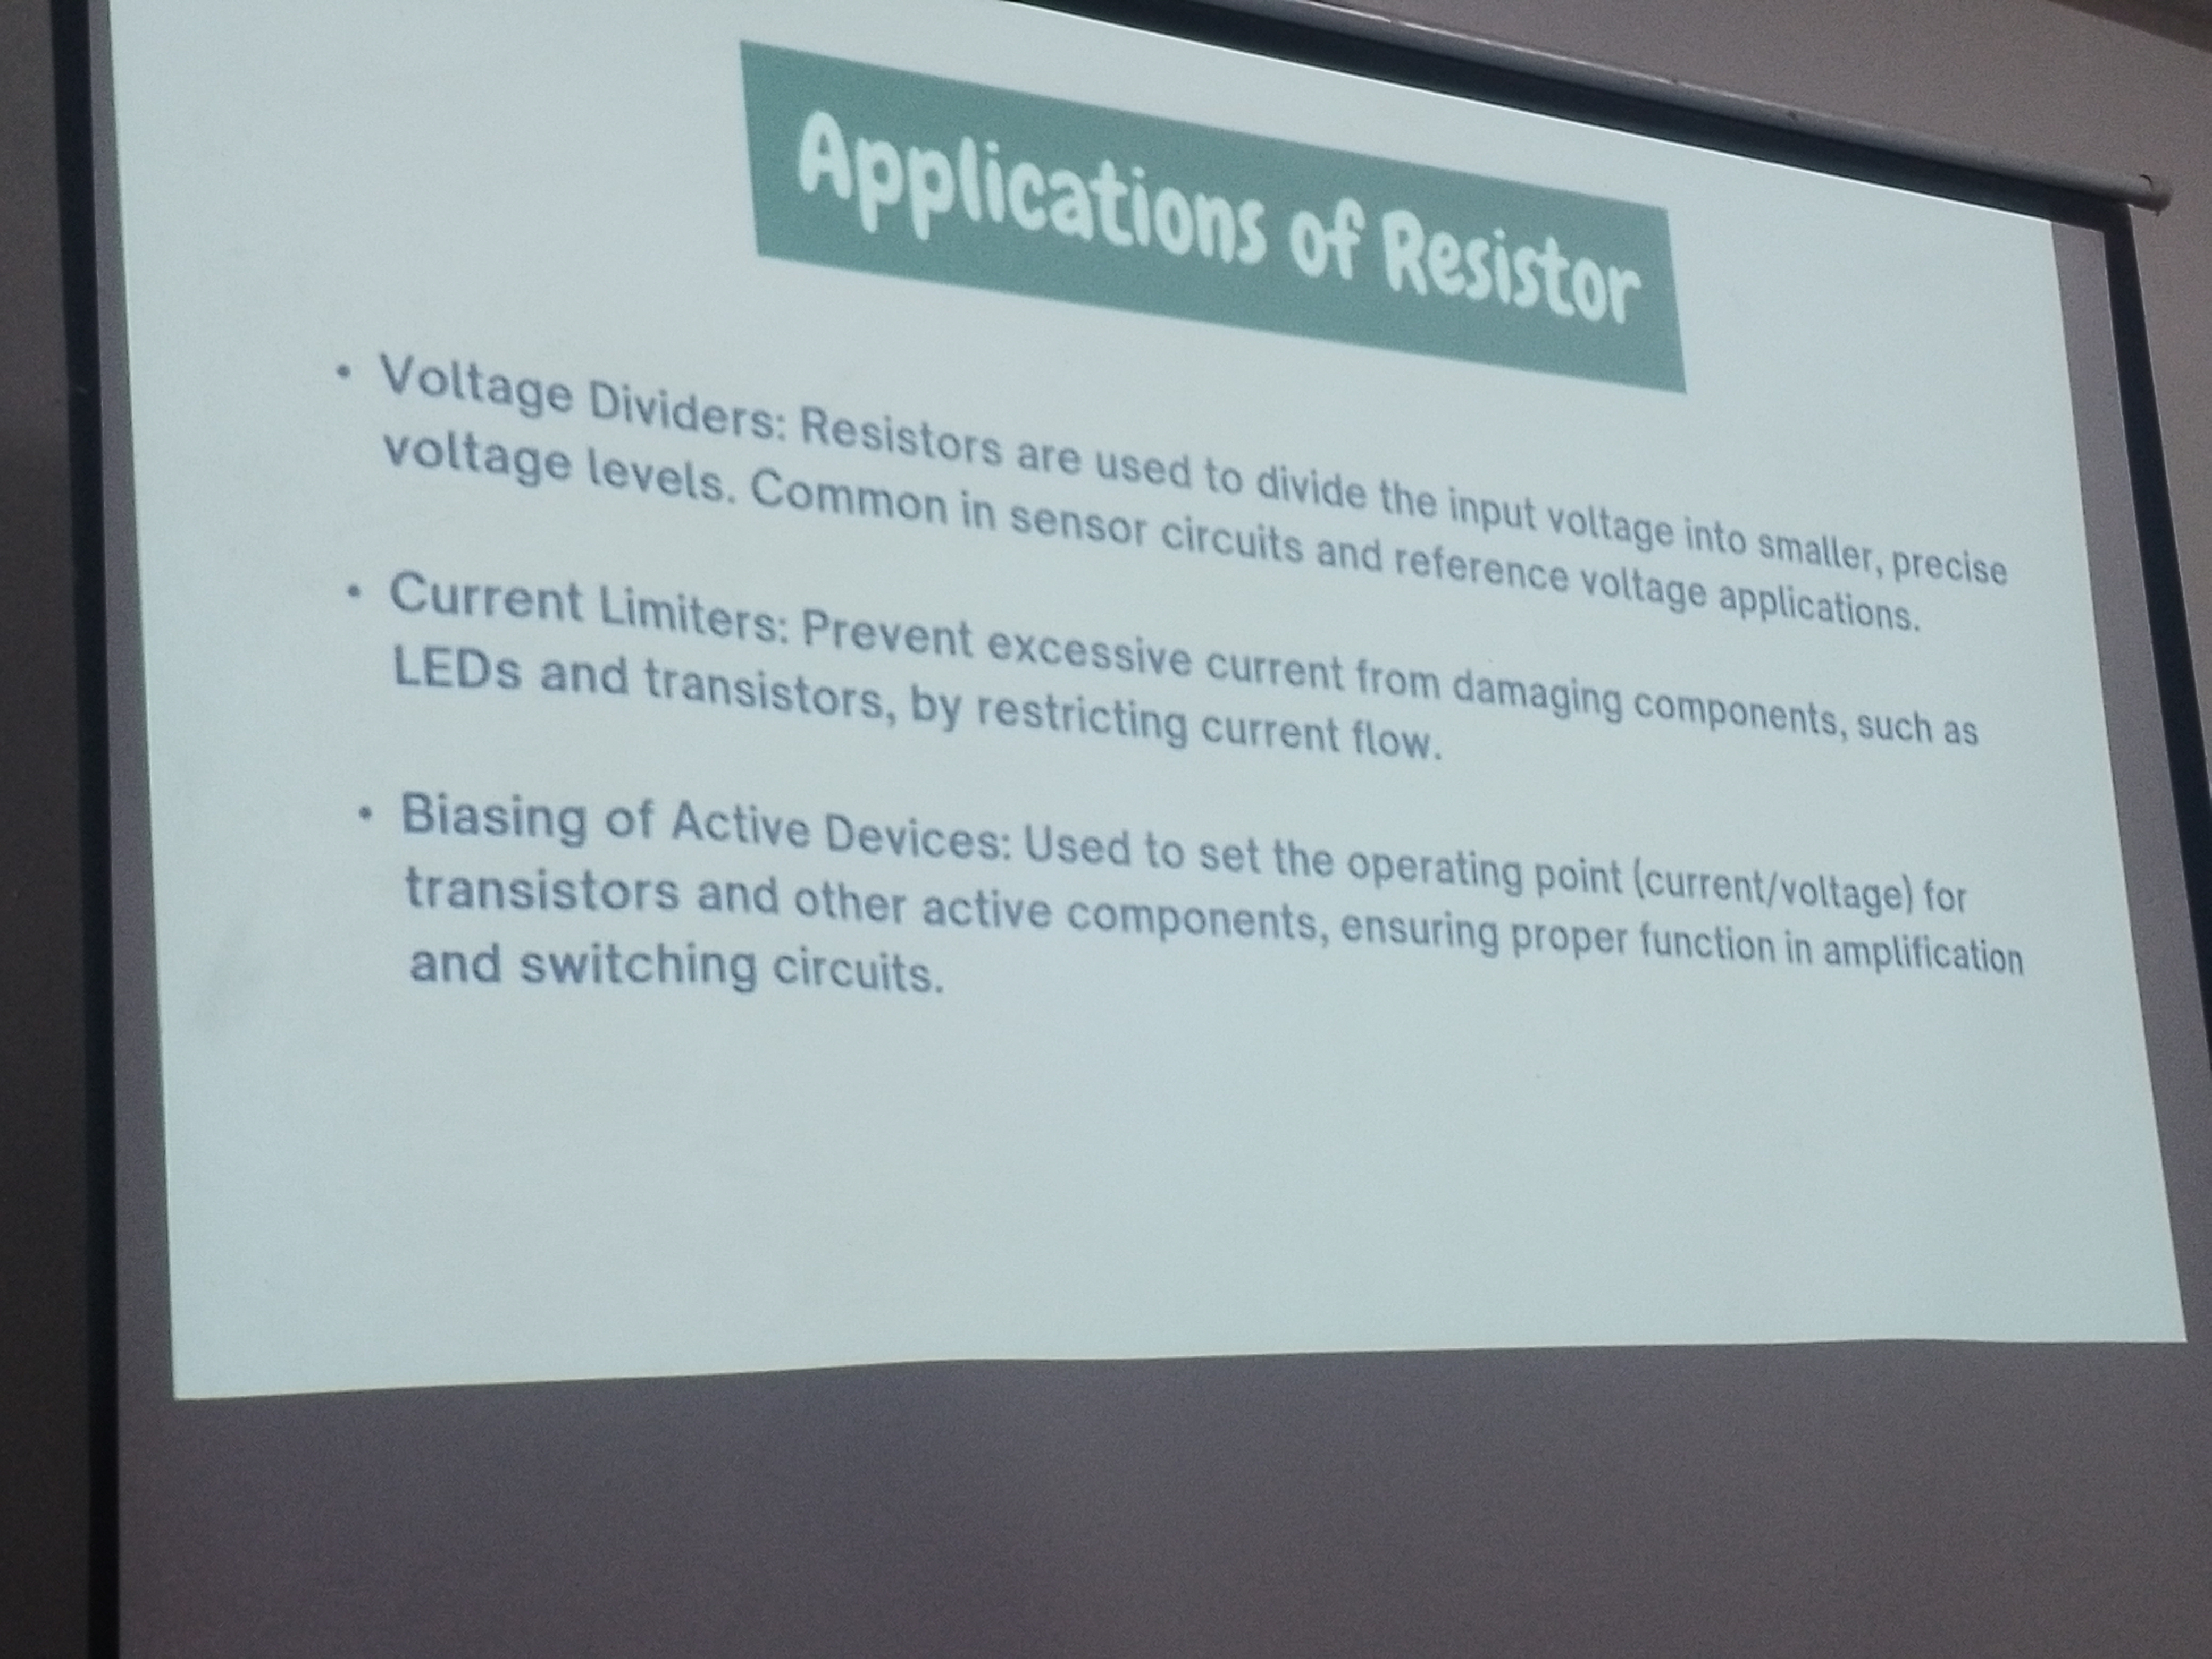 Applications of Resistor
• Voltage Dividers: Resistors are used to divide the input voltage into smaller, precise
voltage levels. Common in sensor circuits and reference voltage applications.
• Current Limiters: Prevent excessive current from damaging components, such as
LEDs and transistors, by restricting current flow.
• Biasing of Active Devices: Used to set the operating point (current/voltage) for
transistors and other active components, ensuring proper function in amplification
and switching circuits.